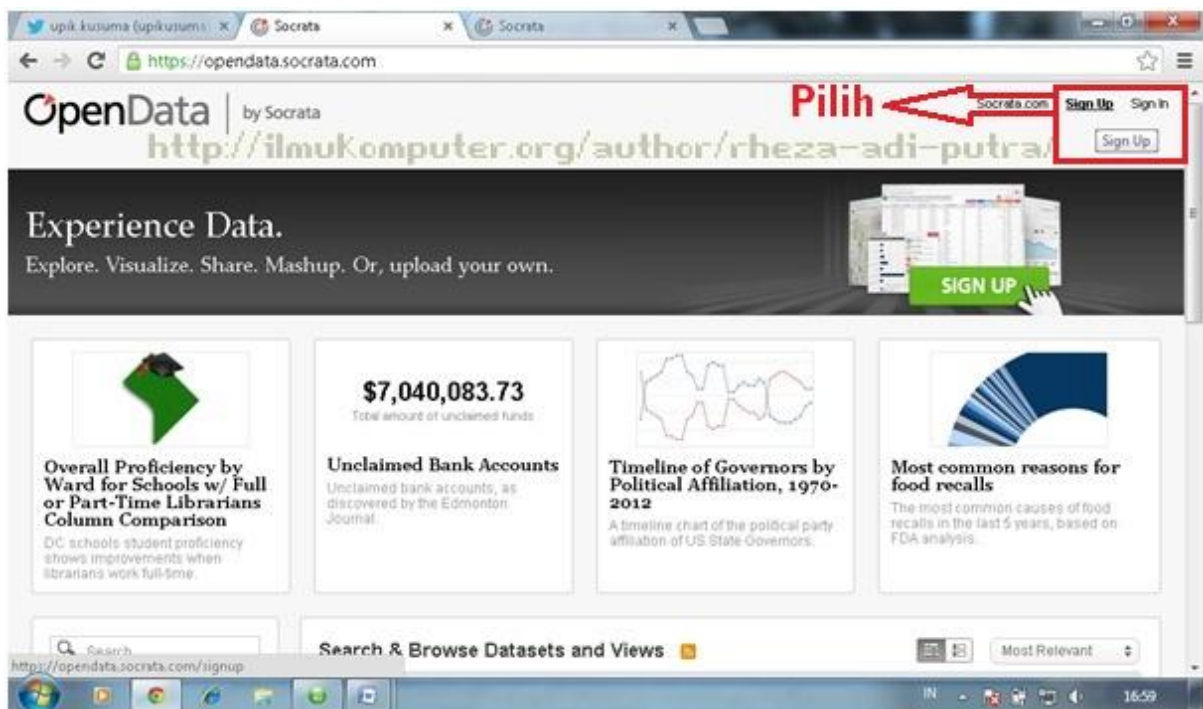 upik kusuma (upikusuma
Socrata
Socrata
https://opendata.socrata.com
OpenData by Socrata
Pilih
Socrata.com Sign Up Sign In
Sign Up
http://ilmukomputer.org/author/rheza-adi-putra/
Experience Data.
Explore. Visualize. Share. Mashup. Or, upload your own.
SIGN UP
Overall Proficiency by
Ward for Schools w/ Full
or Part-Time Librarians
Column Comparison
DC schools student proficiency
shows improvements when
librarians work full-time.
$7,040,083.73
Total amount of unclaimed funds
Unclaimed Bank Accounts
Unclaimed bank accounts, as
discovered by the Edmonton
Journal.
Timeline of Governors by
Political Affiliation, 1970-
2012
A timeline chart of the political party
affiliation of US State Governors.
Most common reasons for
food recalls
The most common causes of food
recalls in the last 5 years, based on
FDA analysis.
Search
Search & Browse Datasets and Views
Most Relevant
https://opendata.socrata.com/signup
IN
16:59